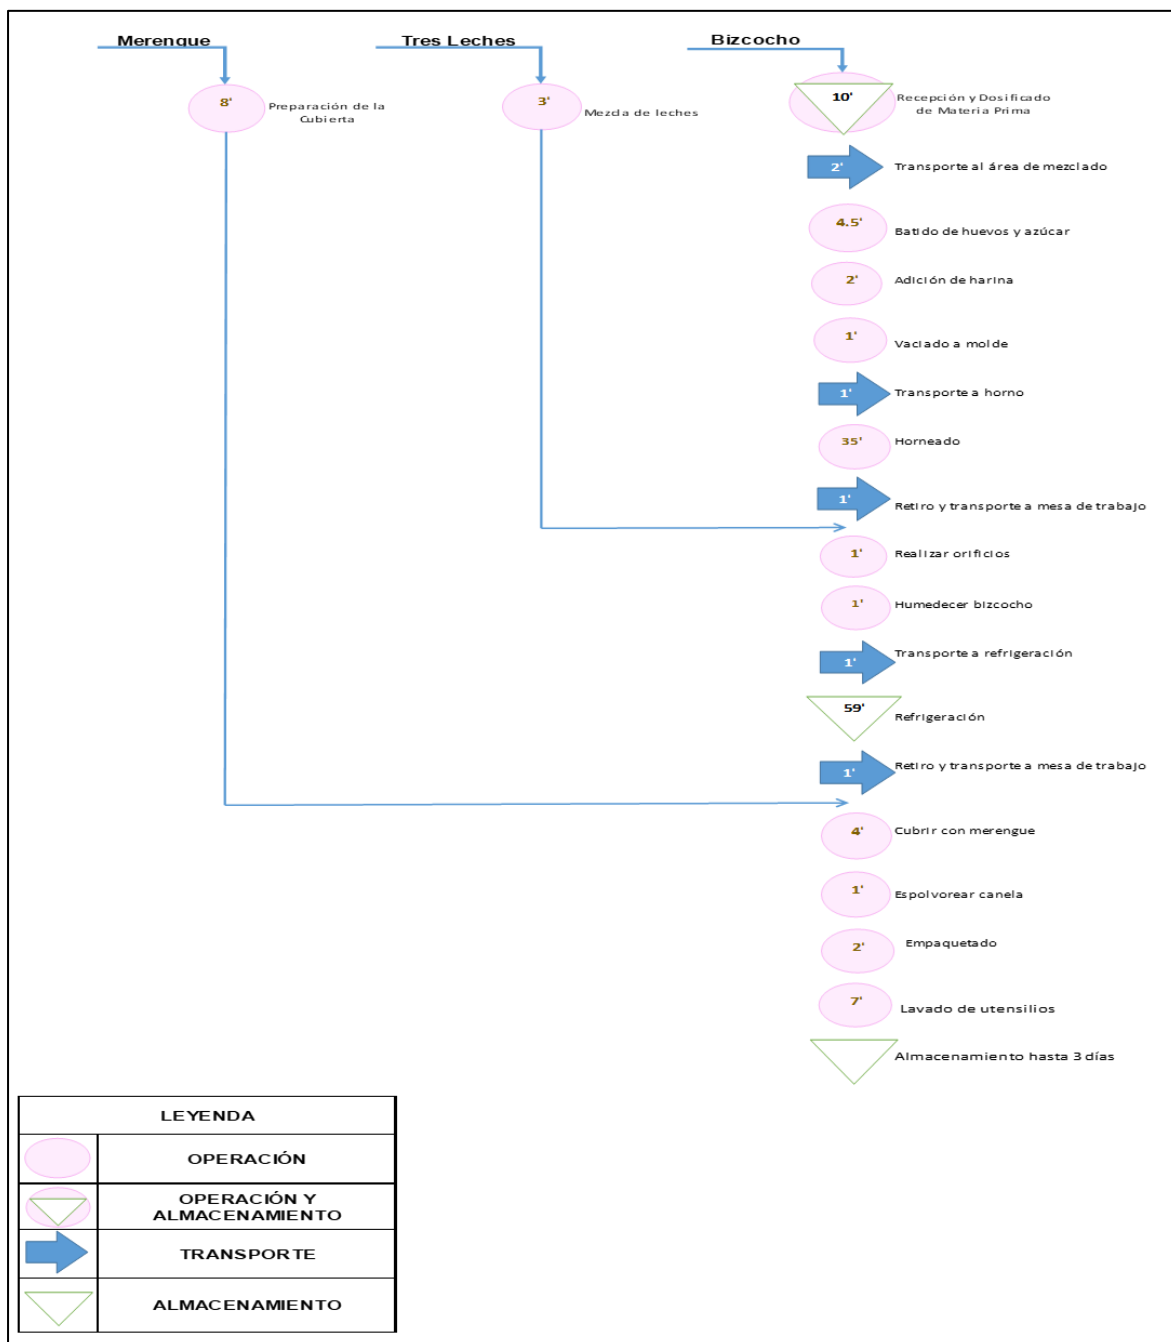 Merengue
Tres Leches
Bizcocho
8'
Preparación de la
Cubierta
3'
Mezcla de leches
10'
Recepción y Dosificado
de Materia Prima
2'
Transporte al área de mezclado
4.5'
Batido de huevos y azúcar
2'
Adición de harina
1'
Vaciado a molde
1'
Transporte a horno
35'
Horneado
1'
Retiro y transporte a mesa de trabajo
1'
Realizar orificios
1'
Humedecer bizcocho
1'
Transporte a refrigeración
59'
Refrigeración
1'
Retiro y transporte a mesa de trabajo
4'
Cubrir con merengue
1'
Espolvorear canela
2'
Empaquetado
7'
Lavado de utensilios
Almacenamiento hasta 3 días
LEYENDA
OPERACIÓN
OPERACIÓN Y
ALMACENAMIENTO
TRANSPORTE
ALMACENAMIENTO